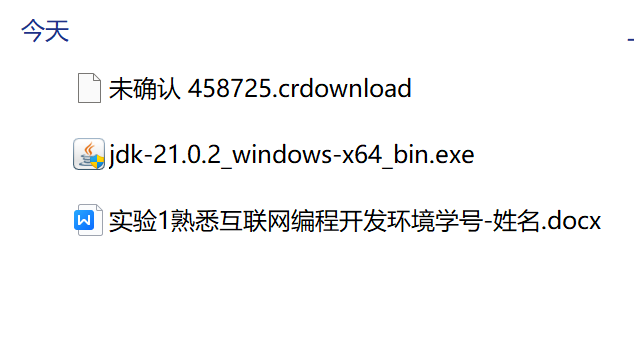 今天
未确认 458725.crdownload
jdk-21.0.2_windows-x64_bin.exe
实验1熟悉互联网编程开发环境学号-姓名.docx